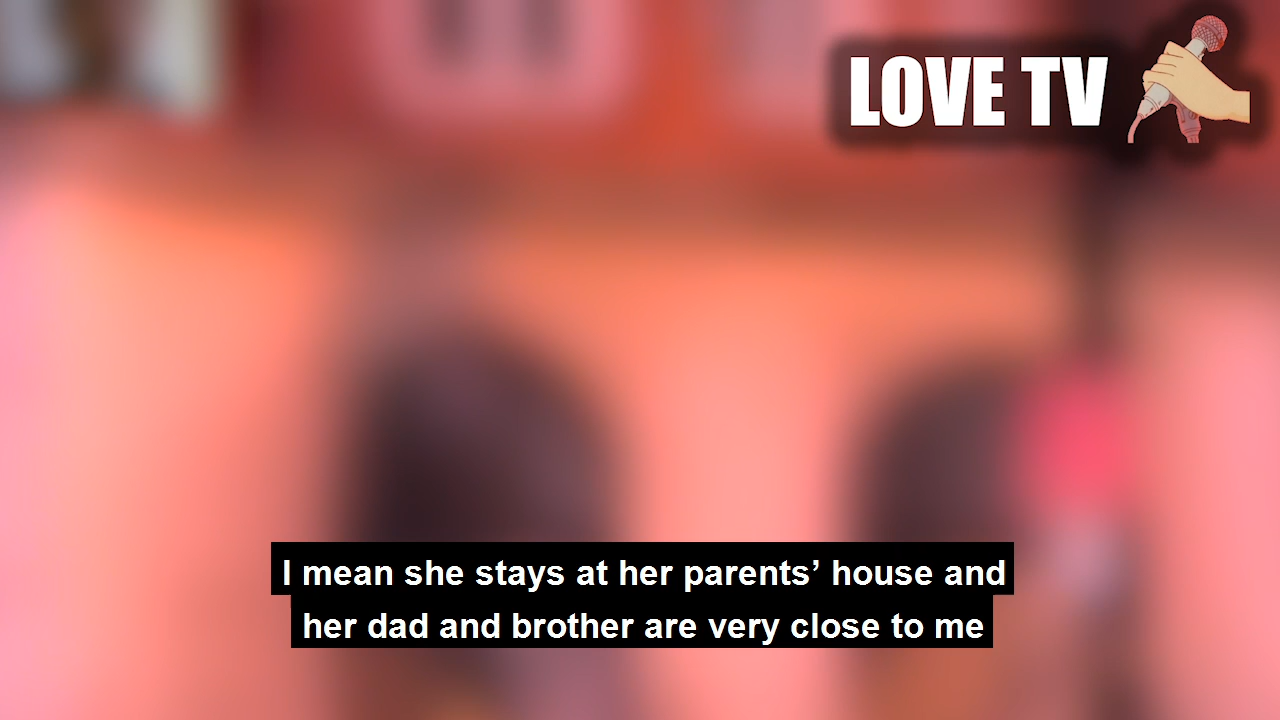 LOVE TV
I mean she stays at her parents’ house and
her dad and brother are very close to me